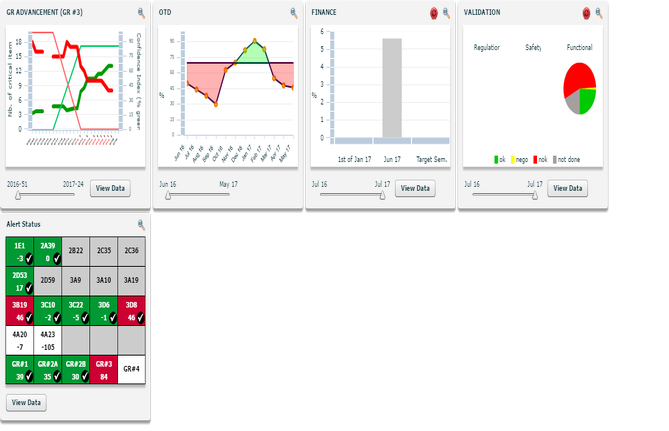 GR ADVANCEMENT (GR #3)
OTD
FINANCE
VALIDATION
Nb. of critical item
18
15
12
9
6
3
0
Confidence Index (% green
2016-51
2017-24
View Data
%
Jun 16
Jul 16
Aug 16
Sep 16
Oct 16
Nov 16
Dec 16
Jan 17
Feb 17
Mar 17
Apr 17
May 17
Jun 16
May 17
6
5
4
3
2
1
0
%
1st of Jan 17
Jun 17
Target Sem.
Jul 16
Jul 17
View Data
Regulatior
Safety
Functional
ok
nego
nok
not done
Jul 16
Jul 17
View Data
Alert Status
1E1
-3
2A39
0
2B22
2C35
2C36
2D53
17
2D59
3A9
3A10
3A19
3B19
46
3C10
-2
3C22
-5
3D6
-1
3D8
46
4A20
-7
4A23
-105
GR#1
39
GR#2A
35
GR#2B
30
GR#3
84
GR#4
View Data